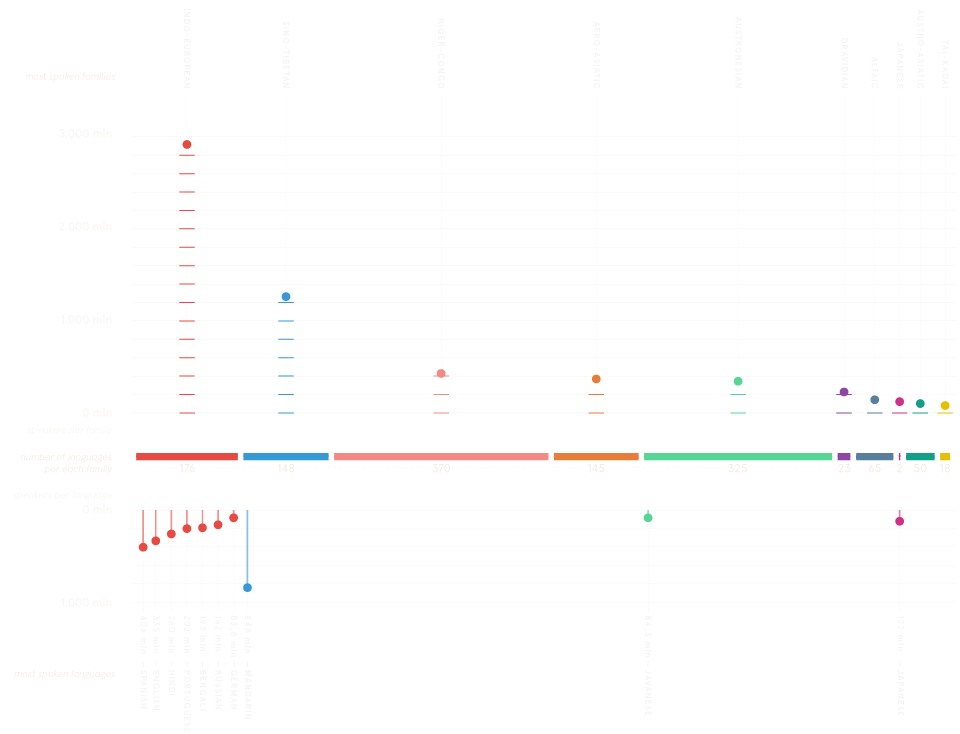 INDO-EUROPEAN
SINO-TIBETAN
NIGER-CONGO
AFRO-ASIATIC
AUSTRONESIAN
DRAVIDIAN
ALTAIC
JAPANESE
AUSTRO-ASIATIC
TAI-KADAI
most spoken families
3.000 mln
2.000 mln
1.000 mln
0 mln
speakers per family
number of languages
per each family
176
148
570
145
325
23
65
2
50
18
speakers per language
0 mln
1.000 mln
most spoken languages
406 mln - SPANISH
335 mln - ENGLISH
260 mln - HINDI
202 mln - PORTUGUESE
193 mln - BENGALI
162 mln - RUSSIAN
83,8 mln - GERMAN
848 mln - MANDARIN
84,3 mln - JAVANESE
122 mln - JAPANESE